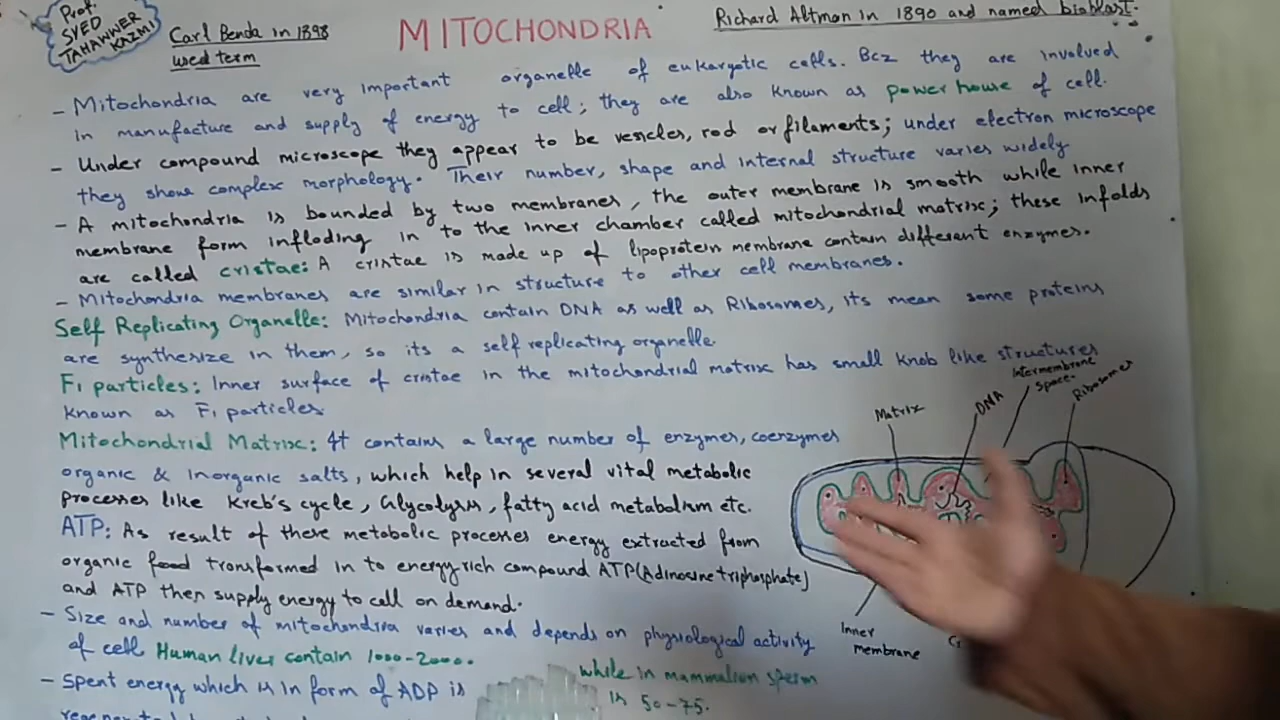 Prof.
SYED
TAHAWWER
KAZMI
Carl Benda in 1898
used term
MITOCHONDRIA
Richard Altman in 1890 and named bioblast.
- Mitochondria are very important organelle of eukaryotic cells. Bcz they are involved
in manufacture and supply of energy to cell; they are also known as power house of cell.
- Under compound microscope they appear to be vesicles, rod or filaments; under electron microscope
they show complex morphology. Their number, shape and internal structure varies widely
- A mitochondria is bounded by two membranes, the outer membrane is smooth while inner
membrane form infloding in to the inner chamber called mitochondrial matrix; these infolds
are called cristae: A cristae is made up of lipoprotein membrane contain different enzymes.
- Mitochondria membranes are similar in structure to other cell membranes.
Self Replicating Organelle: Mitochondria contain DNA as well as Ribosomes, its mean some proteins
are synthesize in them, so its a self replicating organelle.
F1 particles: Inner surface of cristae in the mitochondrial matrix has small knob like structures
known as F1 particles
Mitochondrial Matrix: It contains a large number of enzymes, coenzymes
organic & inorganic salts, which help in several vital metabolic
processes like Kreb's cycle, Glycolysis, fatty acid metabolism etc.
ATP: As result of these metabolic processes energy extracted from
organic food transformed in to energy rich compound ATP (Adinosine triphosphate)
and ATP then supply energy to cell on demand.
- Size and number of mitochondria varies and depends on physiological activity
of cell Human liver contain 1000-2000.
while in mammalian sperm
is 50-75.
- Spent energy which is in form of ADP is
Matrix
DNA
Intermembrane
Space.
Ribosomes
Inner
membrane